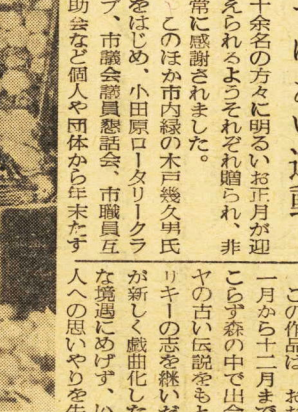 十余名の方々に明るいお正月が迎
えられるようそれぞれ贈られ、非
常に感謝されました。
このほか市内緑の木戸幾久男氏
をはじめ、小田原ロータリークラ
ブ、市議会議員懇話会、市職員互
助会など個人や団体から年末たす
この作品は、お
一月から十二月まで
こらず森の中で出会
ヤの古い伝説をもと
リキーの志を継いだ
が新しく戯曲化した
な境遇にめげず、い
人への思いやりを失